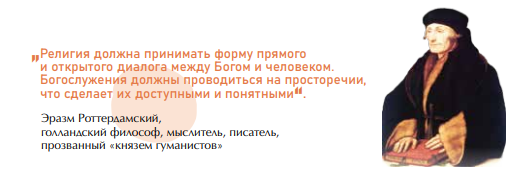 „Религия должна принимать форму прямого
и открытого диалога между Богом и человеком.
Богослужения должны проводиться на просторечии,
что сделает их доступными и понятными“.
Эразм Роттердамский,
голландский философ, мыслитель, писатель,
прозванный «князем гуманистов»